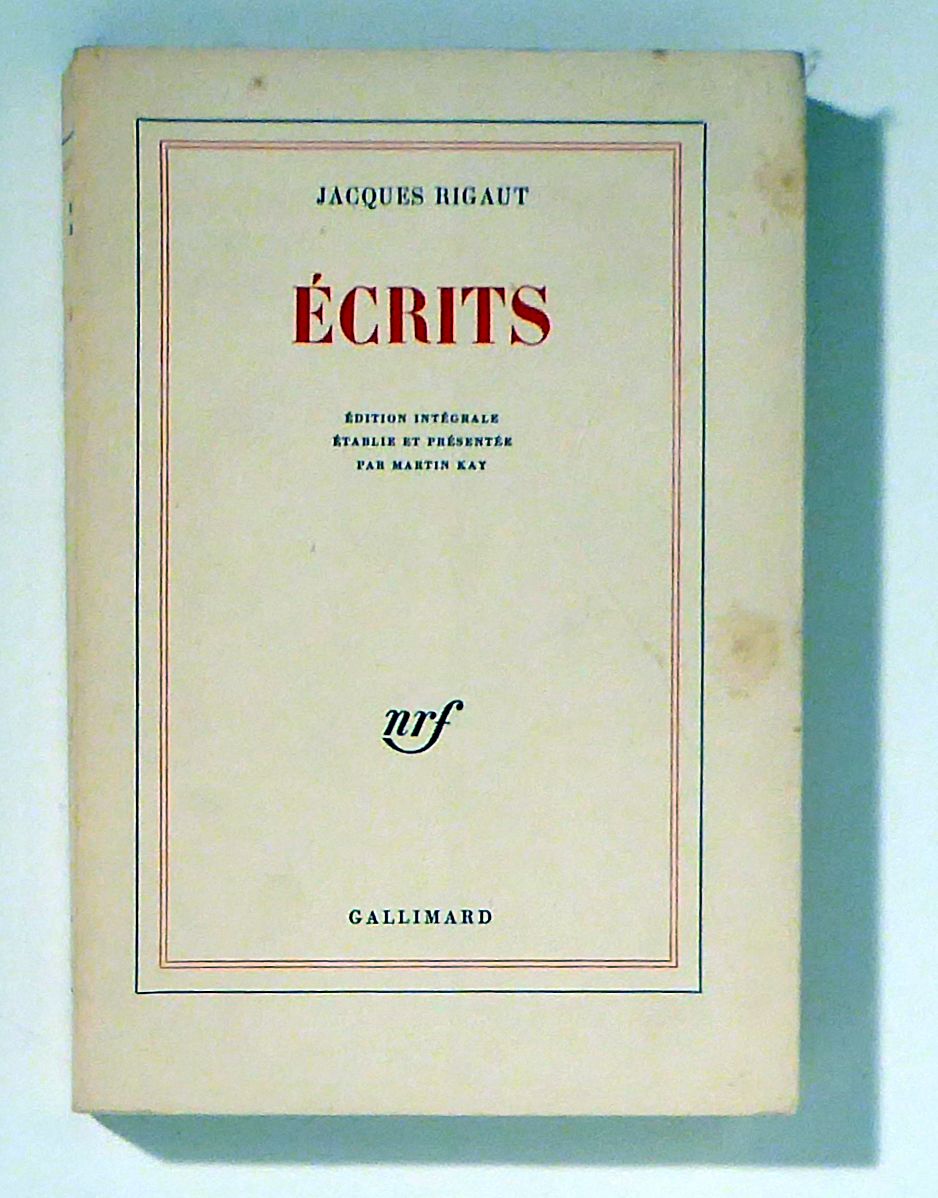 JACQUES RIGAUT
ÉCRITS
ÉDITION INTÉGRALE
ÉTABLIE ET PRÉSENTÉE
PAR MARTIN KAY
nrf
GALLIMARD